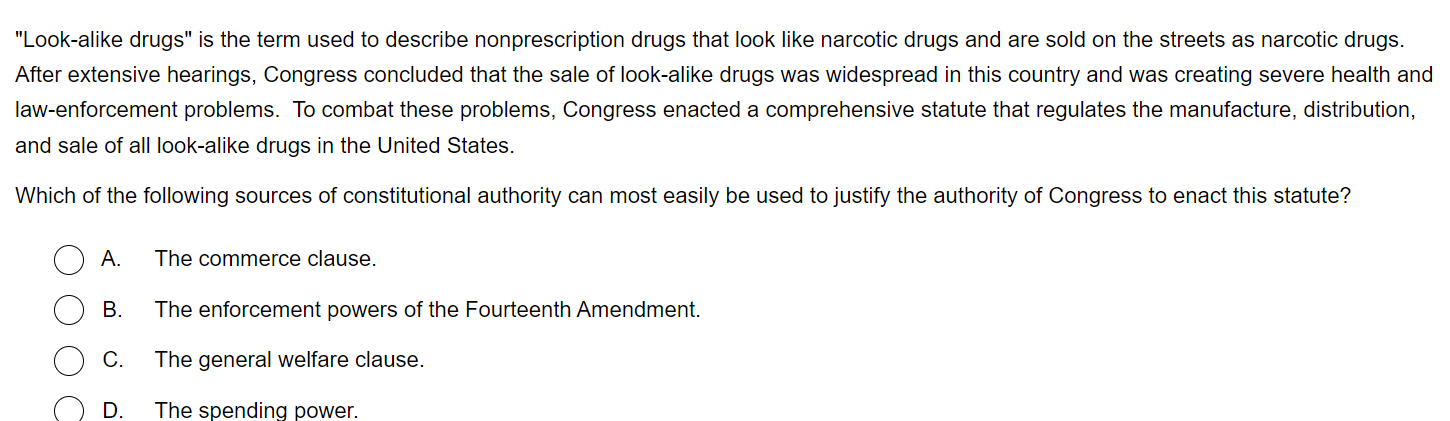 "Look-alike drugs" is the term used to describe nonprescription drugs that look like narcotic drugs and are sold on the streets as narcotic drugs.
After extensive hearings, Congress concluded that the sale of look-alike drugs was widespread in this country and was creating severe health and
law-enforcement problems.  To combat these problems, Congress enacted a comprehensive statute that regulates the manufacture, distribution,
and sale of all look-alike drugs in the United States.
Which of the following sources of constitutional authority can most easily be used to justify the authority of Congress to enact this statute?
A. The commerce clause.
B. The enforcement powers of the Fourteenth Amendment.
C. The general welfare clause.
D. The spending power.